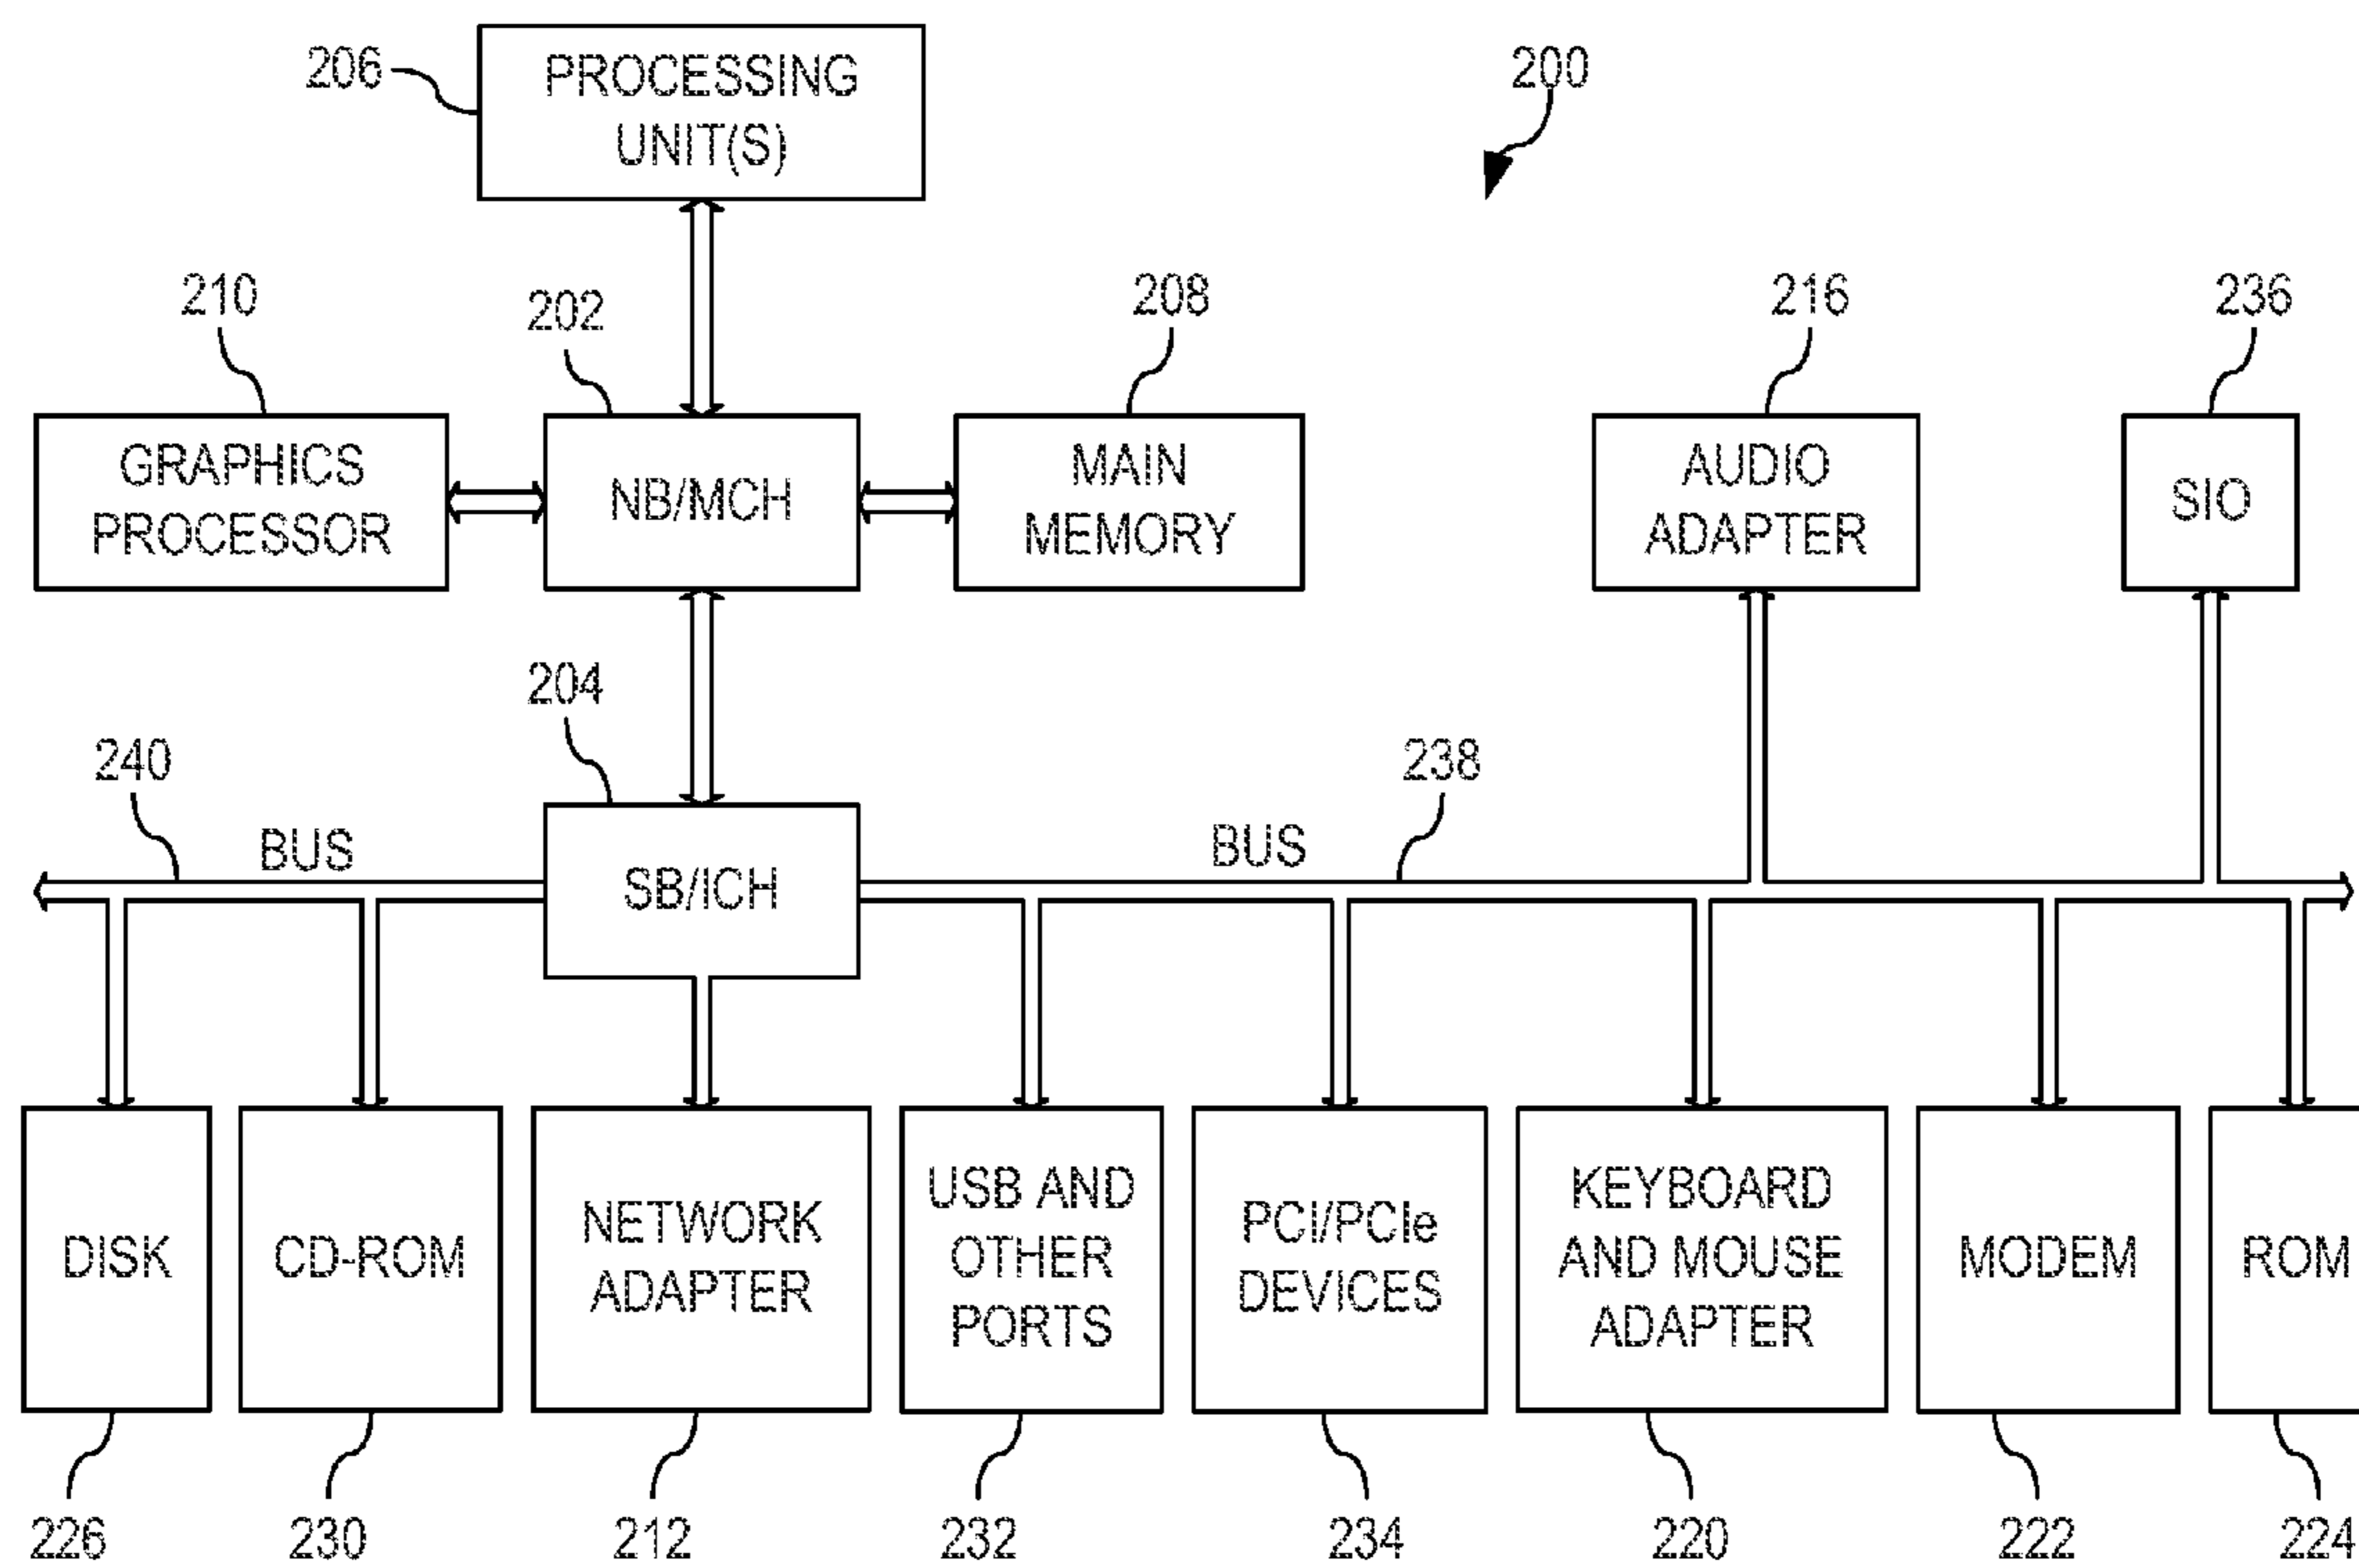 206
PROCESSING
UNIT(S)
200
210
202
208
216
236
GRAPHICS
PROCESSOR
NB/MCH
MAIN
MEMORY
AUDIO
ADAPTER
SIO
204
240
238
BUS
BUS
SB/ICH
DISK
CD-ROM
NETWORK
ADAPTER
USB AND
OTHER
PORTS
PCI/PCIe
DEVICES
KEYBOARD
AND MOUSE
ADAPTER
MODEM
ROM
226
230
212
232
234
220
222
224